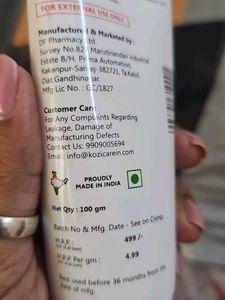 FOR EXTERNAL USE ONLY
Manufactured & Marketed by :
DF Pharmacy Ltd
Survey No.82, Marutinandan Industrial
Estate B/H. Prima Automation,
Rakanpur-Santej-382721, Ta.Kalol,
Dist.Gandhinagar.
Mfg Lic No. : GC/1827
Customer Care
For Any Complaints Regarding
Leakage, Damage of
Manufacturing Defects
Contact Us: 9909005694
Email : info@kozicarein.com
PROUDLY
MADE IN INDIA
Net Qty : 100 gm
Batch No & Mfg. Date - See on Crimp
M.R.P. : 499 /-
M.R.P. Per gm : 4.99
Best used before 36 months from the
date of mfg.